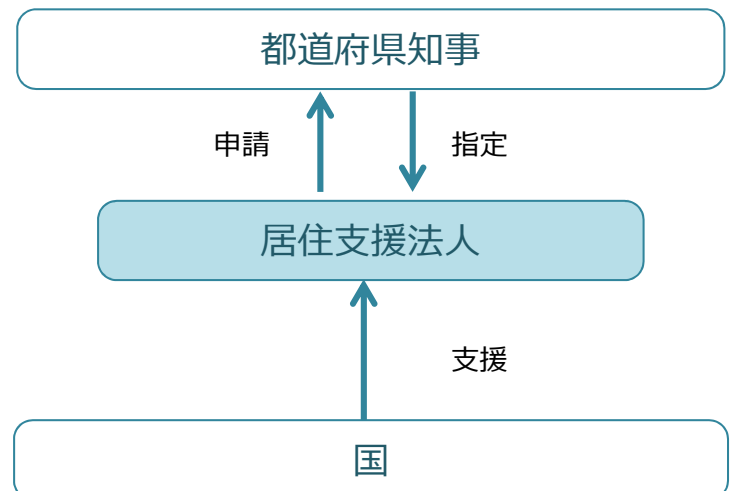 都道府県知事
申請
指定
居住支援法人
支援
国